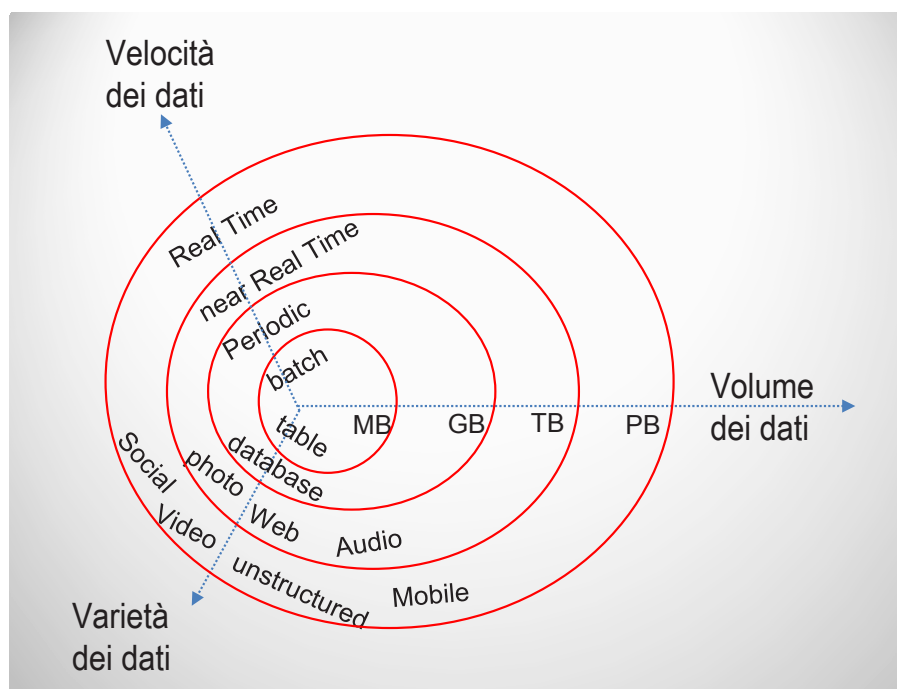 Velocità
dei dati
Real Time
near Real Time
Periodic
batch
Volume
dei dati
MB
GB
TB
PB
table
database
photo
Social
Web
Audio
Video
unstructured
Mobile
Varietà
dei dati